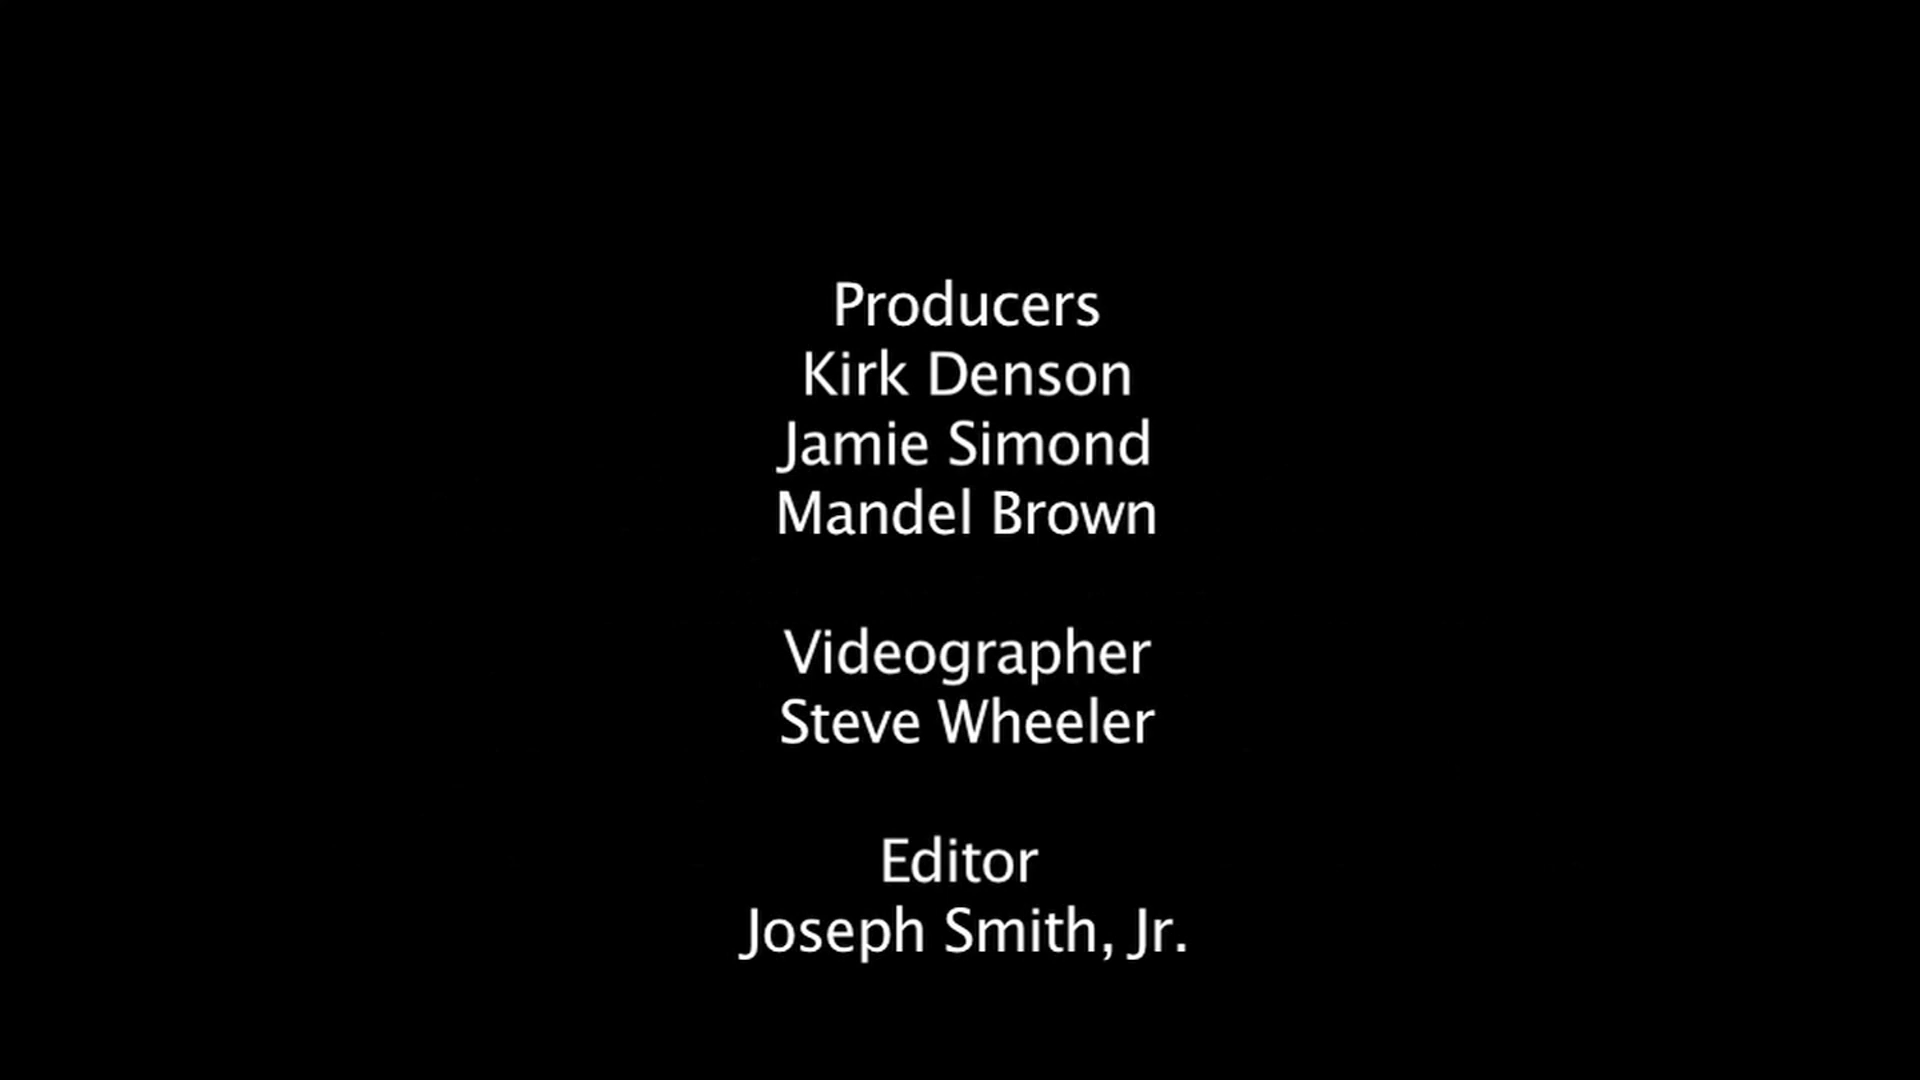 Producers
Kirk Denson
Jamie Simond
Mandel Brown
Videographer
Steve Wheeler
Editor
Joseph Smith, Jr.